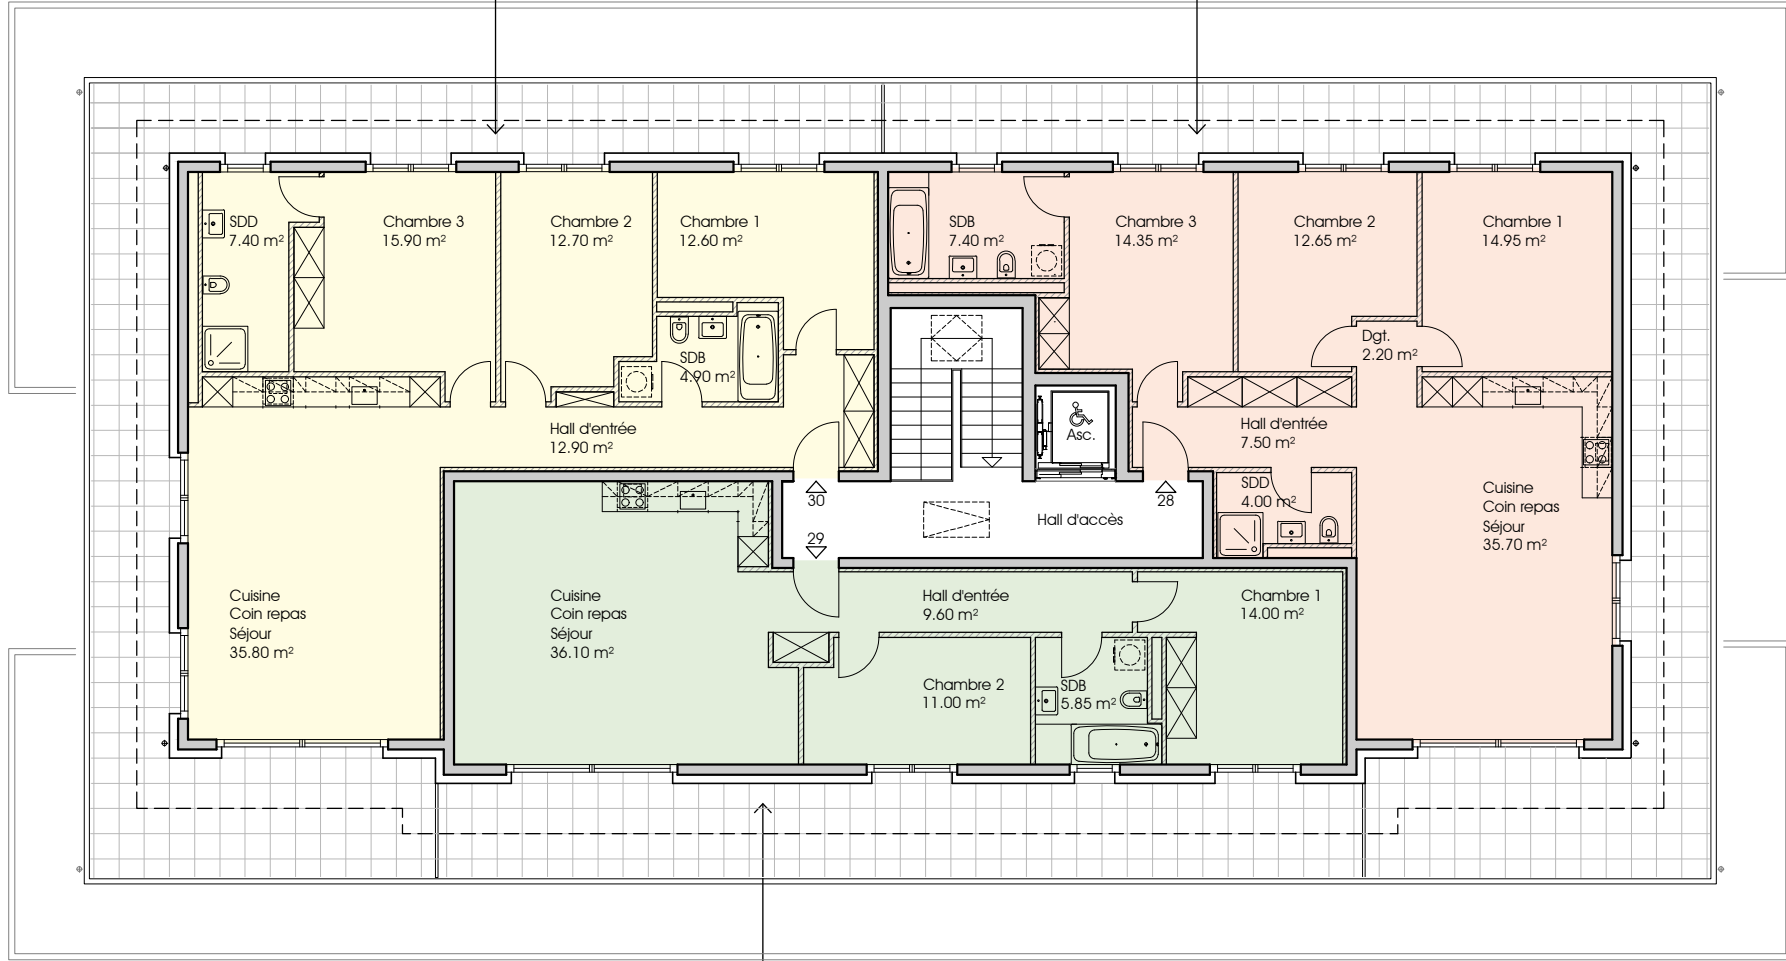 SDD
7.40 m²
Chambre 3
15.90 m²
Chambre 2
12.70 m²
Chambre 1
12.60 m²
SDB
7.40 m²
Chambre 3
14.35 m²
Chambre 2
12.65 m²
Chambre 1
14.95 m²
SDB
4.90 m²
Dgt.
2.20 m²
Hall d'entrée
12.90 m²
Asc.
Hall d'entrée
7.50 m²
30
29
Hall d'accès
28
SDD
4.00 m²
Cuisine
Coin repas
Séjour
35.70 m²
Cuisine
Coin repas
Séjour
35.80 m²
Cuisine
Coin repas
Séjour
36.10 m²
Hall d'entrée
9.60 m²
Chambre 1
14.00 m²
Chambre 2
11.00 m²
SDB
5.85 m²